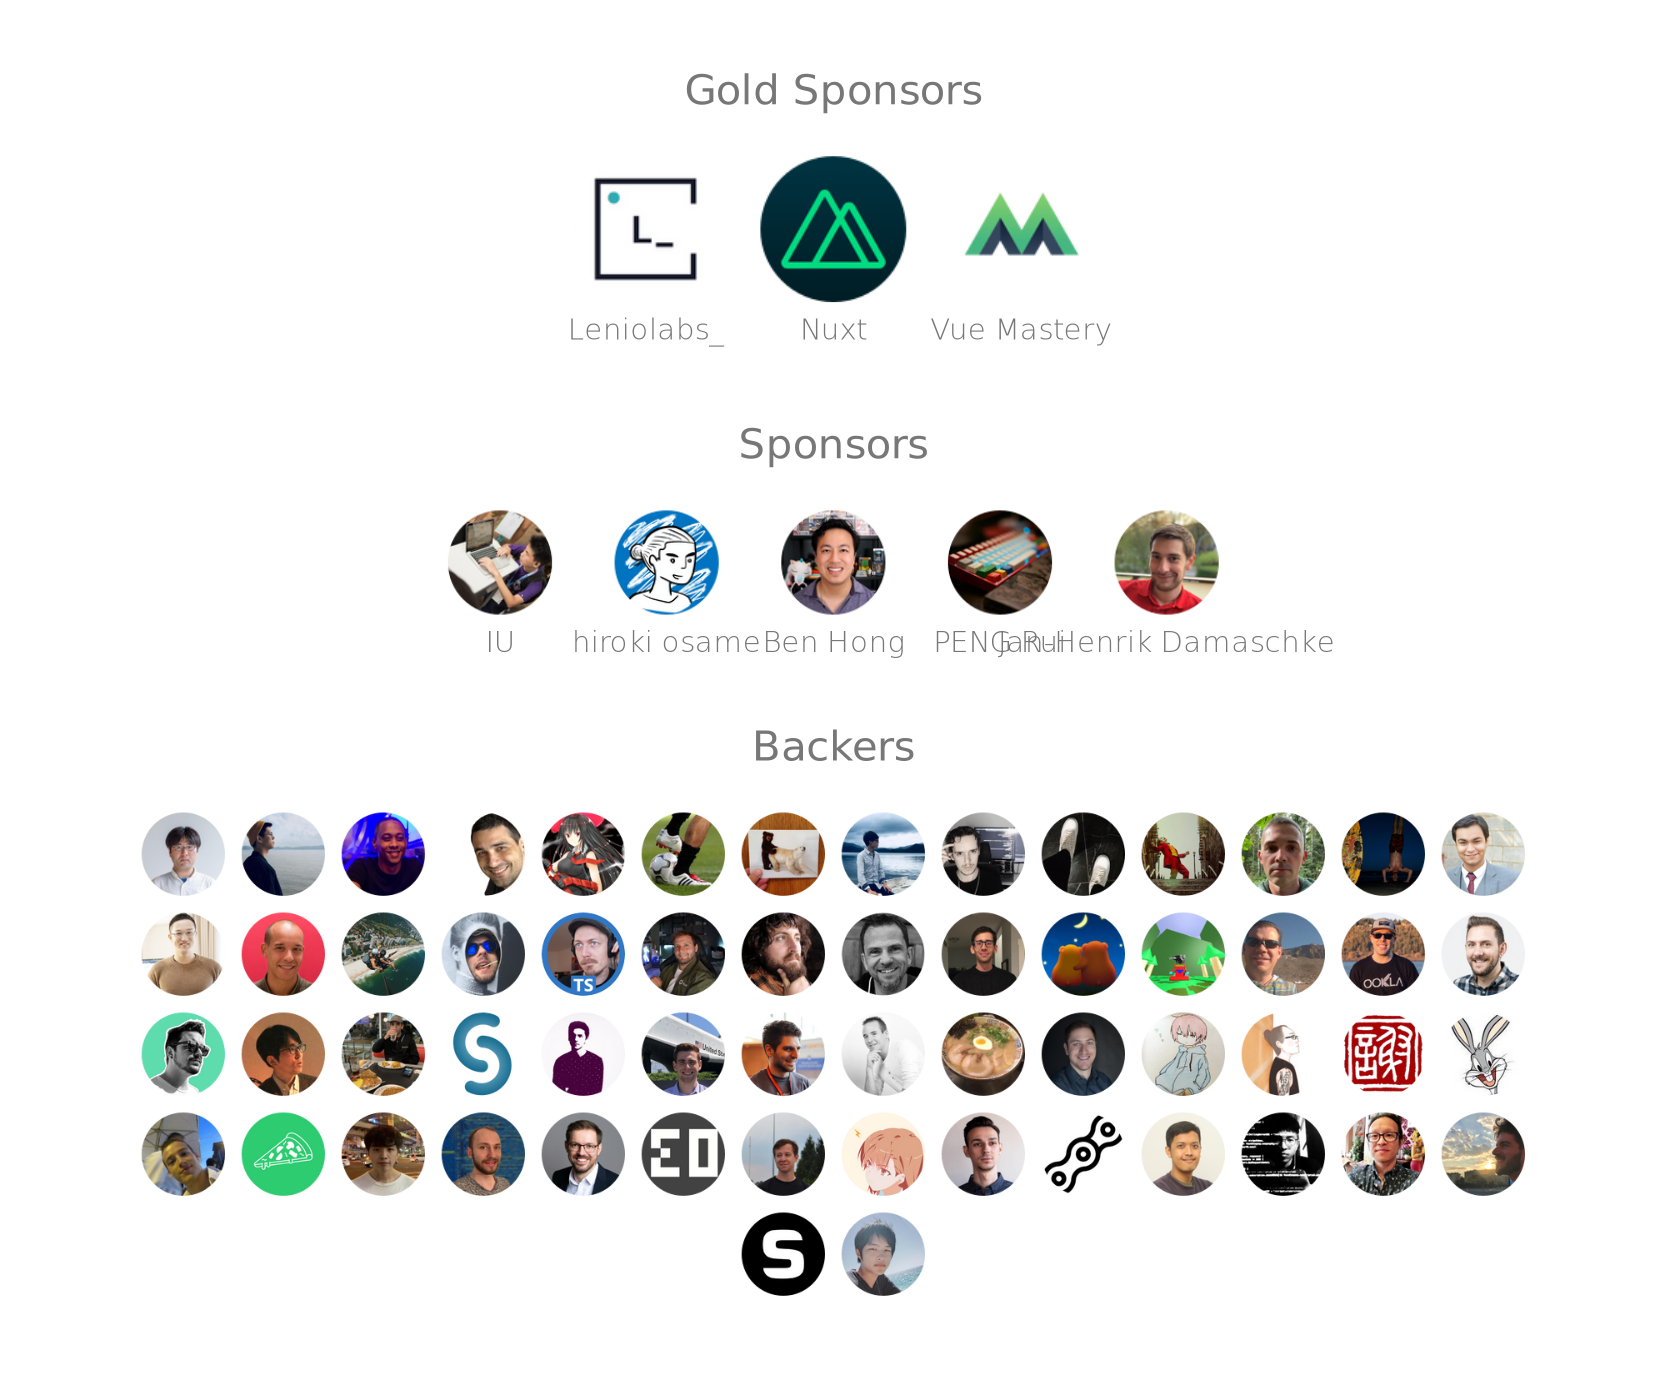 Gold Sponsors
L_
Leniolabs_ Nuxt Vue Mastery
Sponsors
IU hiroki osame Ben Hong PENG Rui Jan-Henrik Damaschke
Backers
TS
OOKLA
S
謝
S